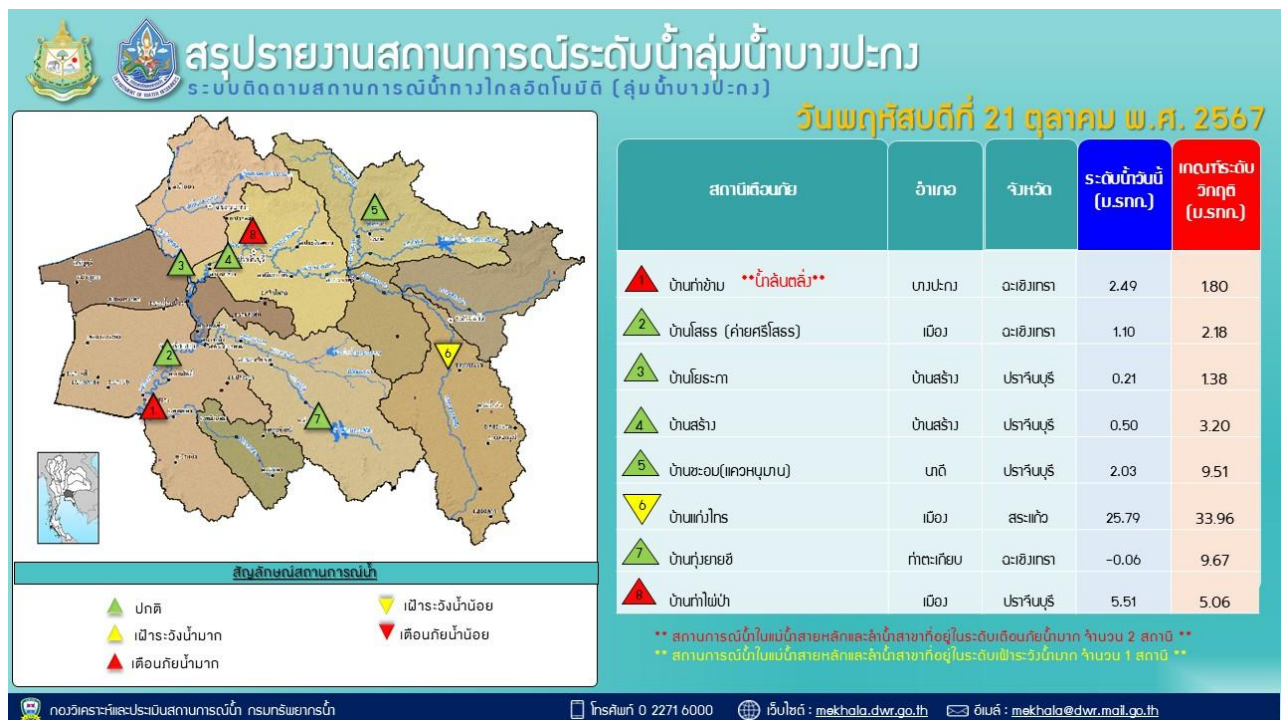 สรุปรายงานสถานการณ์ระดับน้ำลุ่มน้ำบางปะกง
ระบบติดตามสถานการณ์น้ำทางไกลอัตโนมัติ (ลุ่มน้ำบางปะกง)
วันพฤหัสบดีที่ 21 ตุลาคม พ.ศ. 2567
สถานีเตือนภัย อำเภอ จังหวัด ระดับน้ำวันนี้ (ม.รทก.) เกณฑ์ระดับวิกฤติ (ม.รทก.)
1 บ้านท่าข้าม **น้ำล้นตลิ่ง** บางปะกง ฉะเชิงเทรา 2.49 1.80
2 บ้านโสธร (ค่ายศรีโสธร) เมือง ฉะเชิงเทรา 1.10 2.18
3 บ้านโยธะกา บ้านสร้าง ปราจีนบุรี 0.21 1.38
4 บ้านสร้าง บ้านสร้าง ปราจีนบุรี 0.50 3.20
5 บ้านชะอม(แควหนุมาน) นาดี ปราจีนบุรี 2.03 9.51
6 บ้านแก่งไทร เมือง สระแก้ว 25.79 33.96
7 บ้านทุ่งยายชี ท่าตะเกียบ ฉะเชิงเทรา -0.06 9.67
8 บ้านท่าไผ่ป่า เมือง ปราจีนบุรี 5.51 5.06
** สถานการณ์น้ำในแม่น้ำสายหลักและลำน้ำสาขาที่อยู่ในระดับเตือนภัยน้ำมาก จำนวน 2 สถานี **
** สถานการณ์น้ำในแม่น้ำสายหลักและลำน้ำสาขาที่อยู่ในระดับเฝ้าระวังน้ำมาก จำนวน 1 สถานี **
5
8
4
3
6
2
1
7
สัญลักษณ์สถานการณ์น้ำ
ปกติ
เฝ้าระวังน้ำมาก
เตือนภัยน้ำมาก
เฝ้าระวังน้ำน้อย
เตือนภัยน้ำน้อย
กองวิเคราะห์และประเมินสถานการณ์น้ำ กรมทรัพยากรน้ำ โทรศัพท์ 0 2271 6000 เว็บไซต์ : mekhala.dwr.go.th อีเมล์ : mekhala@dwr.mail.go.th